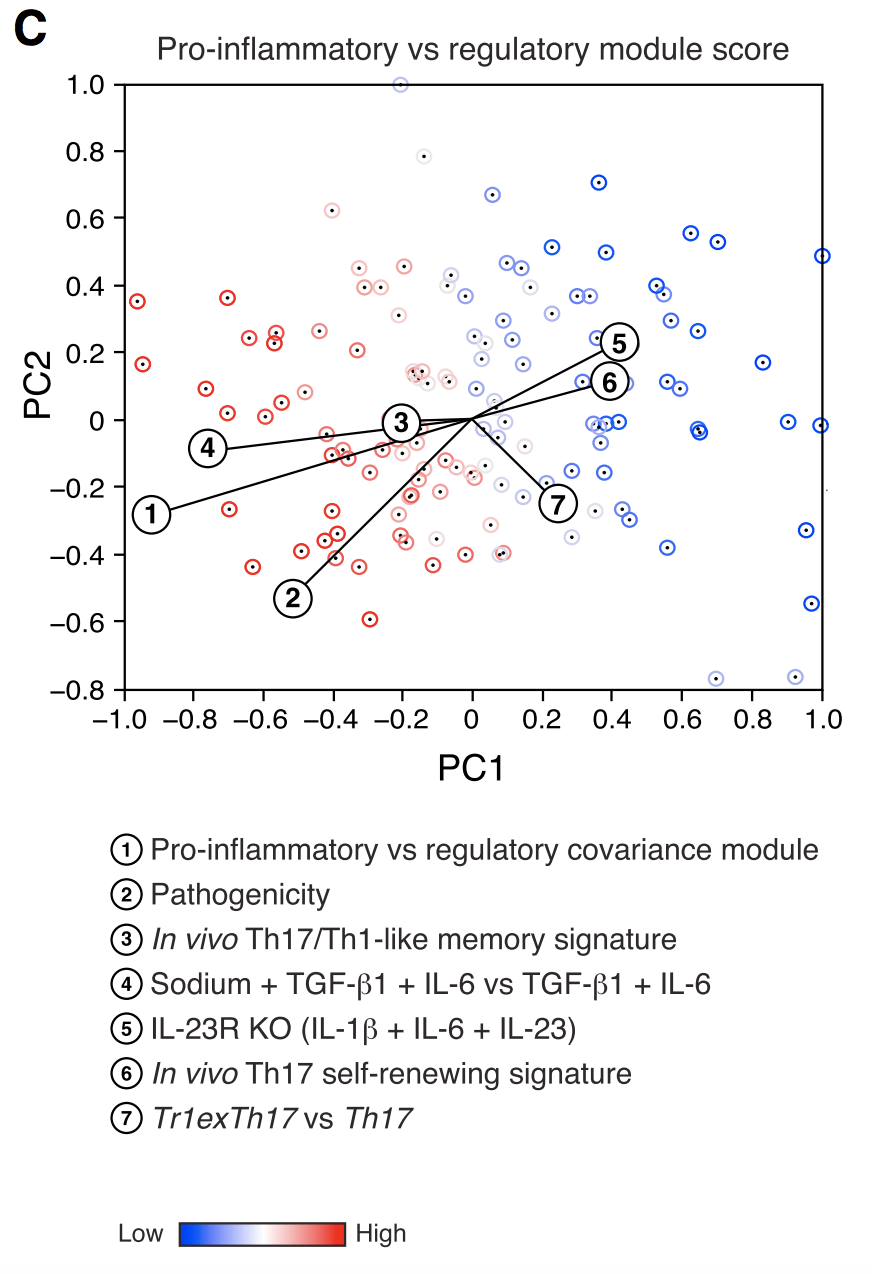 C
Pro-inflammatory vs regulatory module score
1.0
0.8
0.6
0.4
0.2
0
−0.2
−0.4
−0.6
−0.8
PC2
5
6
3
4
7
1
2
−1.0 −0.8 −0.6 −0.4 −0.2 0 0.2 0.4 0.6 0.8 1.0
PC1
1 Pro-inflammatory vs regulatory covariance module
2 Pathogenicity
3 In vivo Th17/Th1-like memory signature
4 Sodium + TGF-β1 + IL-6 vs TGF-β1 + IL-6
5 IL-23R KO (IL-1β + IL-6 + IL-23)
6 In vivo Th17 self-renewing signature
7 Tr1exTh17 vs Th17
Low High